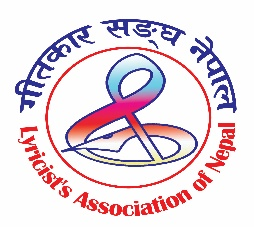 गीतकार सङ्घ नेपाल
Lyricist's Association of Nepal